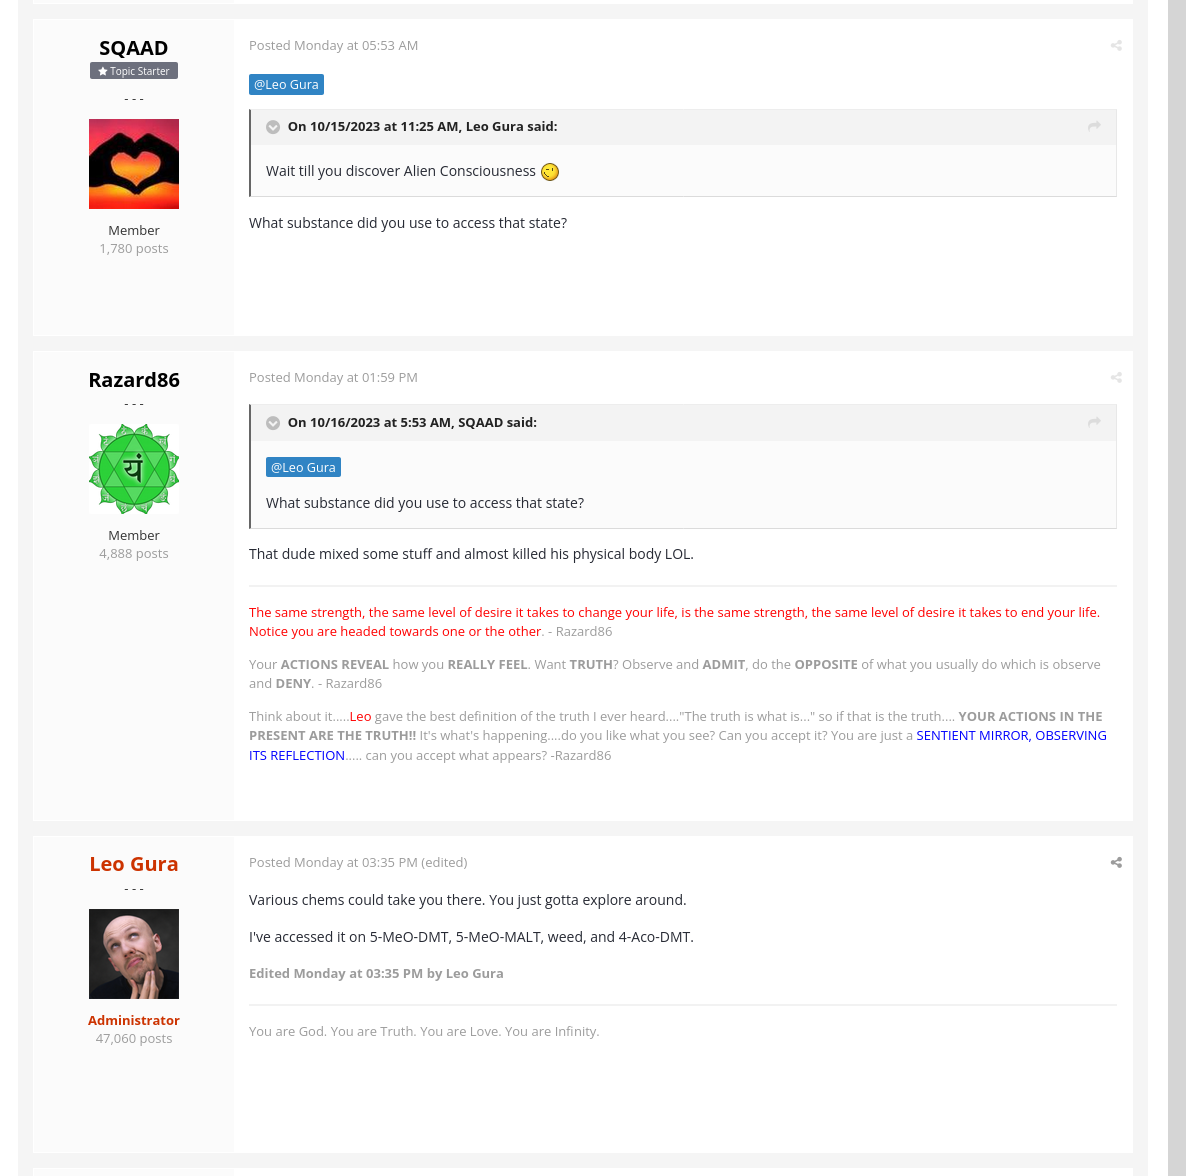 SQAAD
Topic Starter
- - -
Member
1,780 posts
Posted Monday at 05:53 AM
@Leo Gura
On 10/15/2023 at 11:25 AM, Leo Gura said:
Wait till you discover Alien Consciousness
What substance did you use to access that state?
Razard86
- - -
यं
Member
4,888 posts
Posted Monday at 01:59 PM
On 10/16/2023 at 5:53 AM, SQAAD said:
@Leo Gura
What substance did you use to access that state?
That dude mixed some stuff and almost killed his physical body LOL.
The same strength, the same level of desire it takes to change your life, is the same strength, the same level of desire it takes to end your life.
Notice you are headed towards one or the other. - Razard86
Your ACTIONS REVEAL how you REALLY FEEL. Want TRUTH? Observe and ADMIT, do the OPPOSITE of what you usually do which is observe
and DENY. - Razard86
Think about it.....Leo gave the best definition of the truth I ever heard...."The truth is what is..." so if that is the truth.... YOUR ACTIONS IN THE
PRESENT ARE THE TRUTH!! It's what's happening....do you like what you see? Can you accept it? You are just a SENTIENT MIRROR, OBSERVING
ITS REFLECTION..... can you accept what appears? -Razard86
Leo Gura
- - -
Administrator
47,060 posts
Posted Monday at 03:35 PM (edited)
Various chems could take you there. You just gotta explore around.
I've accessed it on 5-MeO-DMT, 5-MeO-MALT, weed, and 4-Aco-DMT.
Edited Monday at 03:35 PM by Leo Gura
You are God. You are Truth. You are Love. You are Infinity.